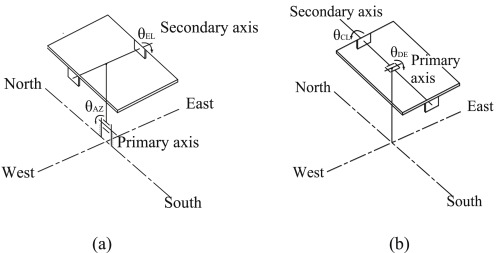 θEL
Secondary axis
North
θAZ
East
Primary axis
West
South
(a)
Secondary axis
θCL
θDE
Primary
axis
North
East
West
South
(b)